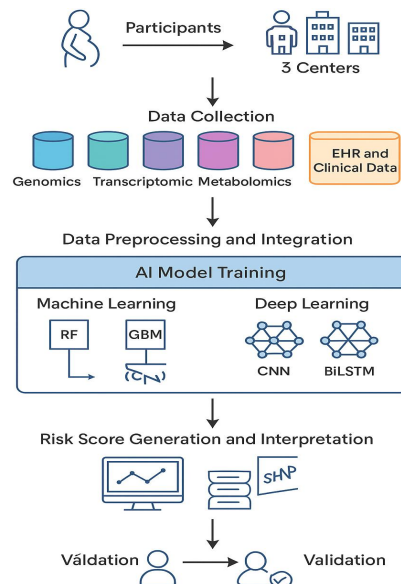 Participants
3 Centers
Data Collection
EHR and
Clinical Data
Genomics Transcriptomic Metabolomics
Data Preprocessing and Integration
AI Model Training
Machine Learning Deep Learning
RF GBM
CNN BiLSTM
Risk Score Generation and Interpretation
Váldation Validation